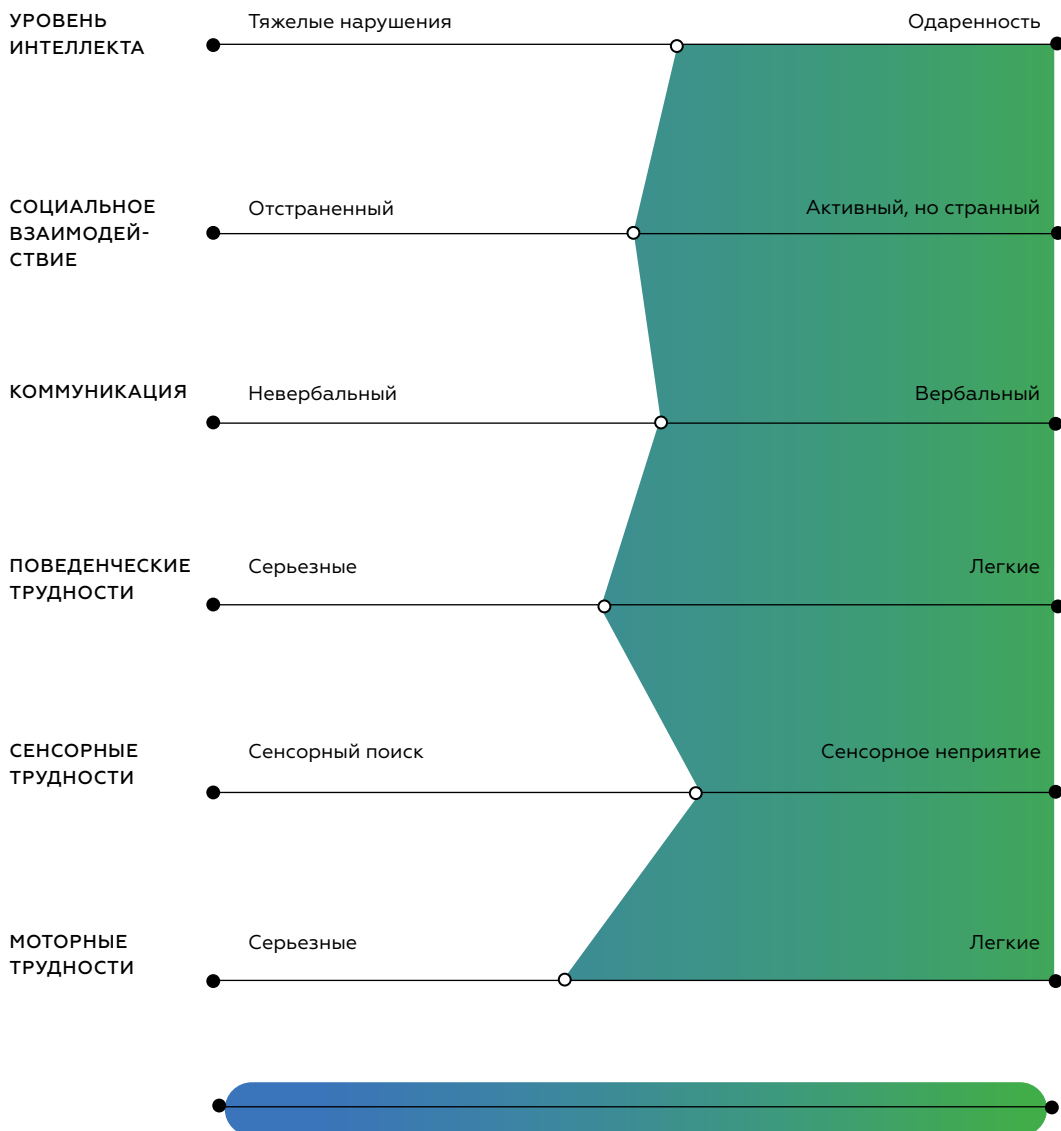 УРОВЕНЬ
ИНТЕЛЛЕКТА
Тяжелые нарушения
Одаренность
СОЦИАЛЬНОЕ
ВЗАИМОДЕЙ-
СТВИЕ
Отстраненный
Активный, но странный
КОММУНИКАЦИЯ
Невербальный
Вербальный
ПОВЕДЕНЧЕСКИЕ
ТРУДНОСТИ
Серьезные
Легкие
СЕНСОРНЫЕ
ТРУДНОСТИ
Сенсорный поиск
Сенсорное неприятие
МОТОРНЫЕ
ТРУДНОСТИ
Серьезные
Легкие